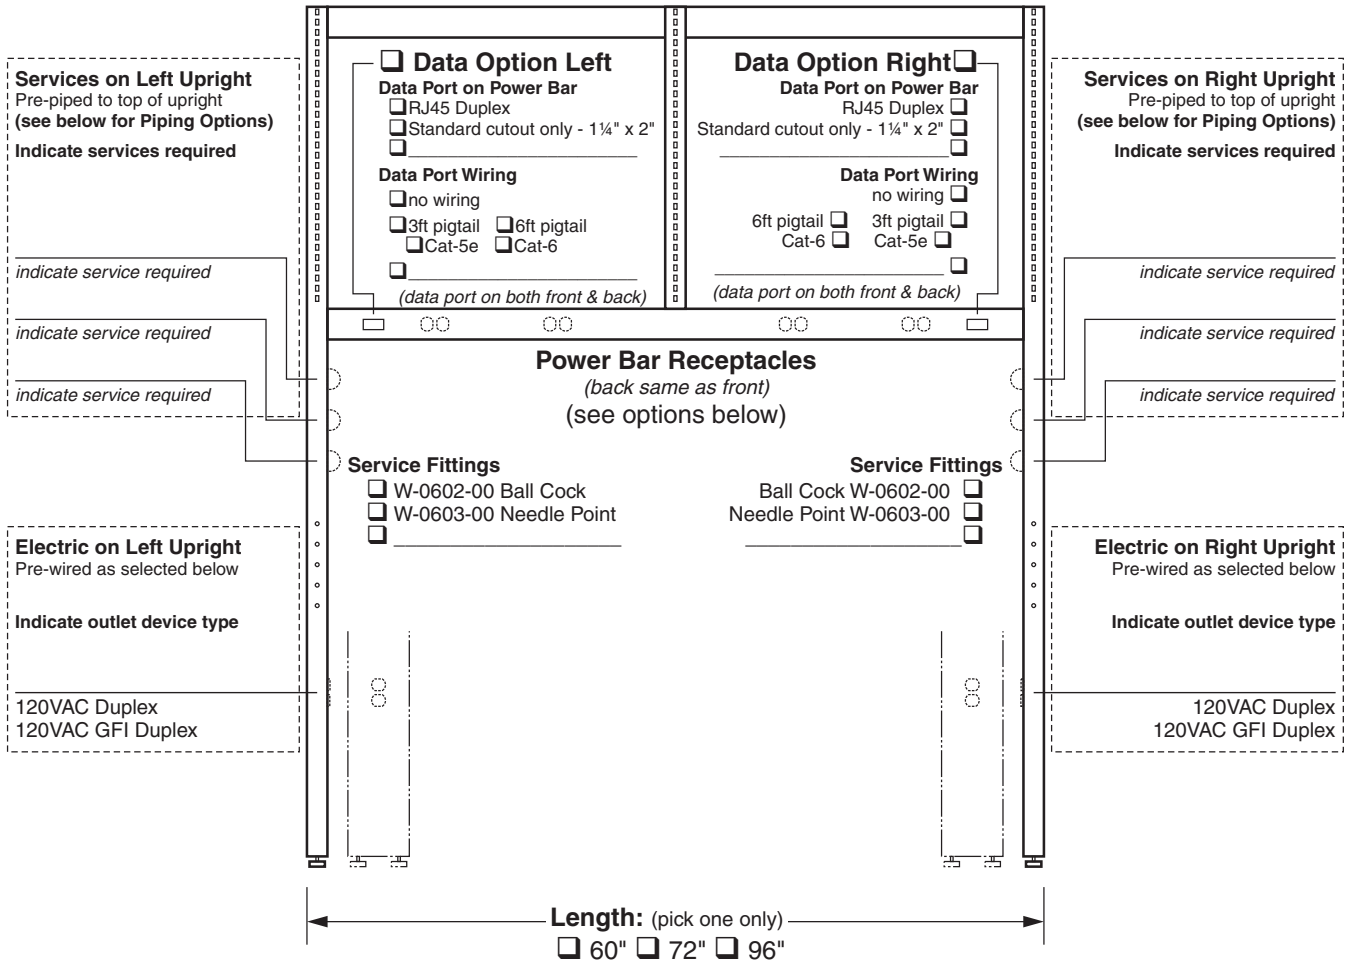 ❏ Data Option Left
Data Port on Power Bar
❏ RJ45 Duplex
❏ Standard cutout only - 1¼" x 2"
❏ ______________________
Data Port Wiring
❏ no wiring
❏ 3ft pigtail ❏ 6ft pigtail
❏ Cat-5e ❏ Cat-6
❏ ______________________
(data port on both front & back)
Data Option Right ❏
Data Port on Power Bar
RJ45 Duplex ❏
Standard cutout only - 1¼" x 2" ❏
______________________ ❏
Data Port Wiring
no wiring ❏
6ft pigtail ❏ 3ft pigtail ❏
Cat-6 ❏ Cat-5e ❏
______________________ ❏
(data port on both front & back)
Services on Left Upright
Pre-piped to top of upright
(see below for Piping Options)
Indicate services required
indicate service required
indicate service required
indicate service required
Services on Right Upright
Pre-piped to top of upright
(see below for Piping Options)
Indicate services required
indicate service required
indicate service required
indicate service required
Power Bar Receptacles
(back same as front)
(see options below)
Service Fittings
❏ W-0602-00 Ball Cock
❏ W-0603-00 Needle Point
❏ ____________________
Service Fittings
Ball Cock W-0602-00 ❏
Needle Point W-0603-00 ❏
____________________ ❏
Electric on Left Upright
Pre-wired as selected below
Indicate outlet device type
120VAC Duplex
120VAC GFI Duplex
Electric on Right Upright
Pre-wired as selected below
Indicate outlet device type
120VAC Duplex
120VAC GFI Duplex
Length: (pick one only)
❏ 60" ❏ 72" ❏ 96"